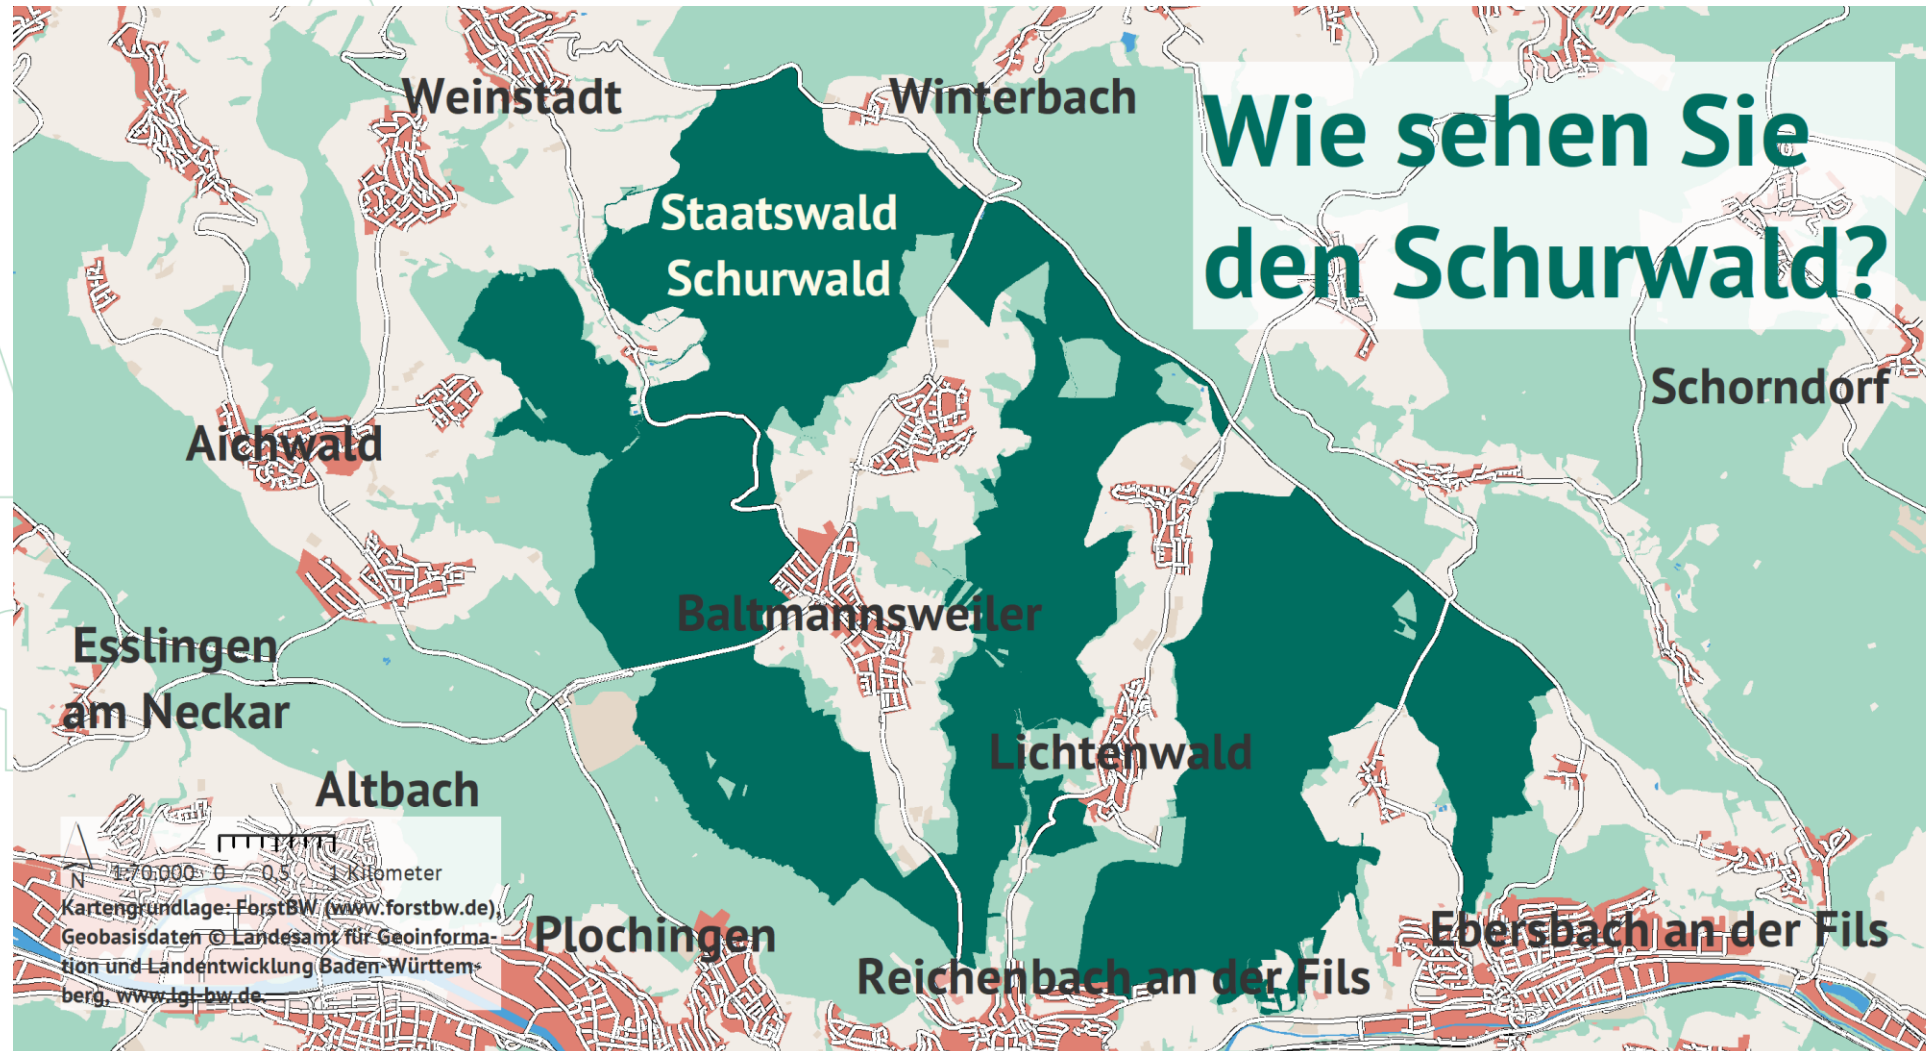 Weinstadt
Winterbach
Wie sehen Sie
den Schurwald?
Staatswald
Schurwald
Schorndorf
Aichwald
Baltmannsweiler
Esslingen
am Neckar
Lichtenwald
Altbach
1:70.000 0 0,5 1 Kilometer
N
Kartengrundlage: ForstBW (www.forstbw.de),
Geobasisdaten © Landesamt für Geoinforma-
tion und Landentwicklung Baden-Württem-
berg, www.lgl-bw.de.
Plochingen
Reichenbach an der Fils
Ebersbach an der Fils